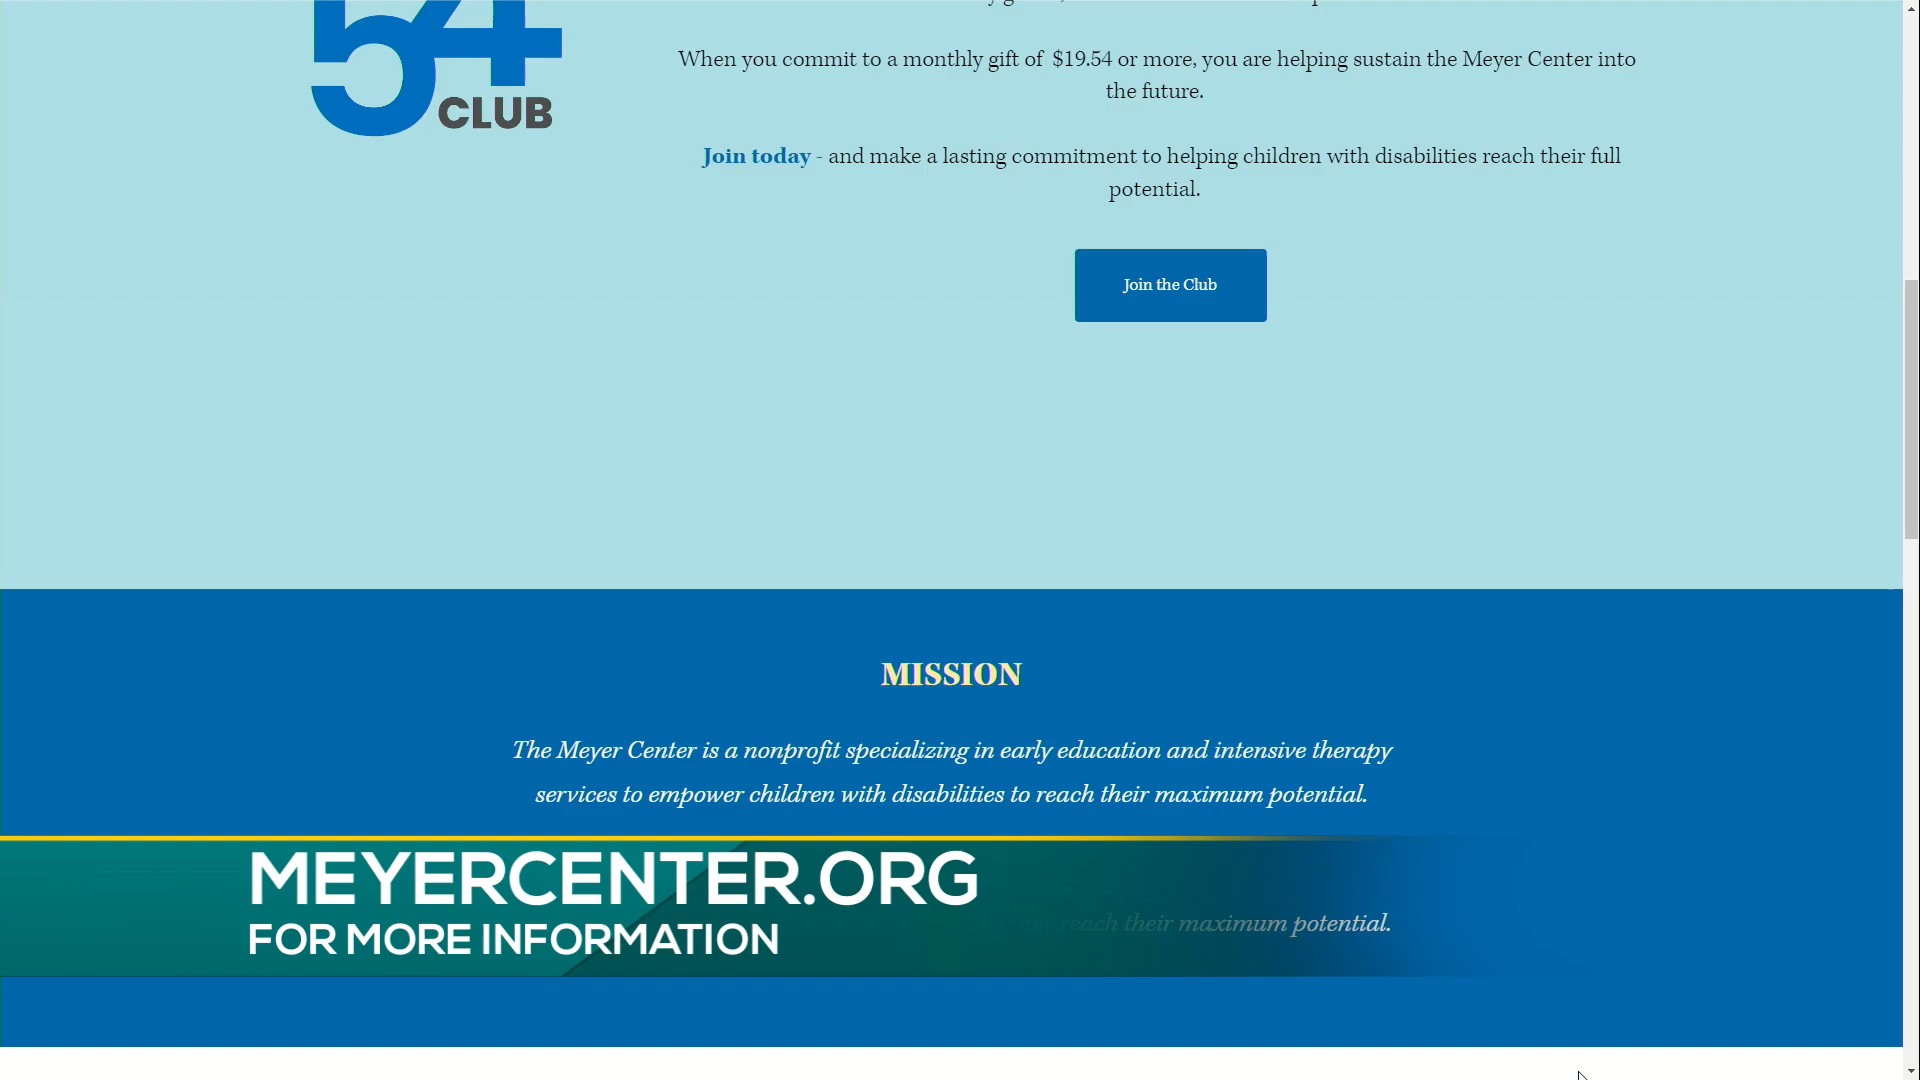 54
CLUB
When you commit to a monthly gift of $19.54 or more, you are helping sustain the Meyer Center into
the future.
Join today - and make a lasting commitment to helping children with disabilities reach their full
potential.
Join the Club
MISSION
The Meyer Center is a nonprofit specializing in early education and intensive therapy
services to empower children with disabilities to reach their maximum potential.
MEYERCENTER.ORG
reach their maximum potential.
FOR MORE INFORMATION